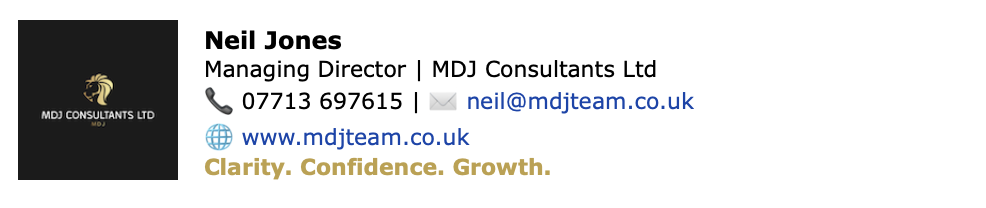 MDJ CONSULTANTS LTD
MDJ
Neil Jones
Managing Director | MDJ Consultants Ltd
07713 697615 | neil@mdjteam.co.uk
www.mdjteam.co.uk
Clarity. Confidence. Growth.